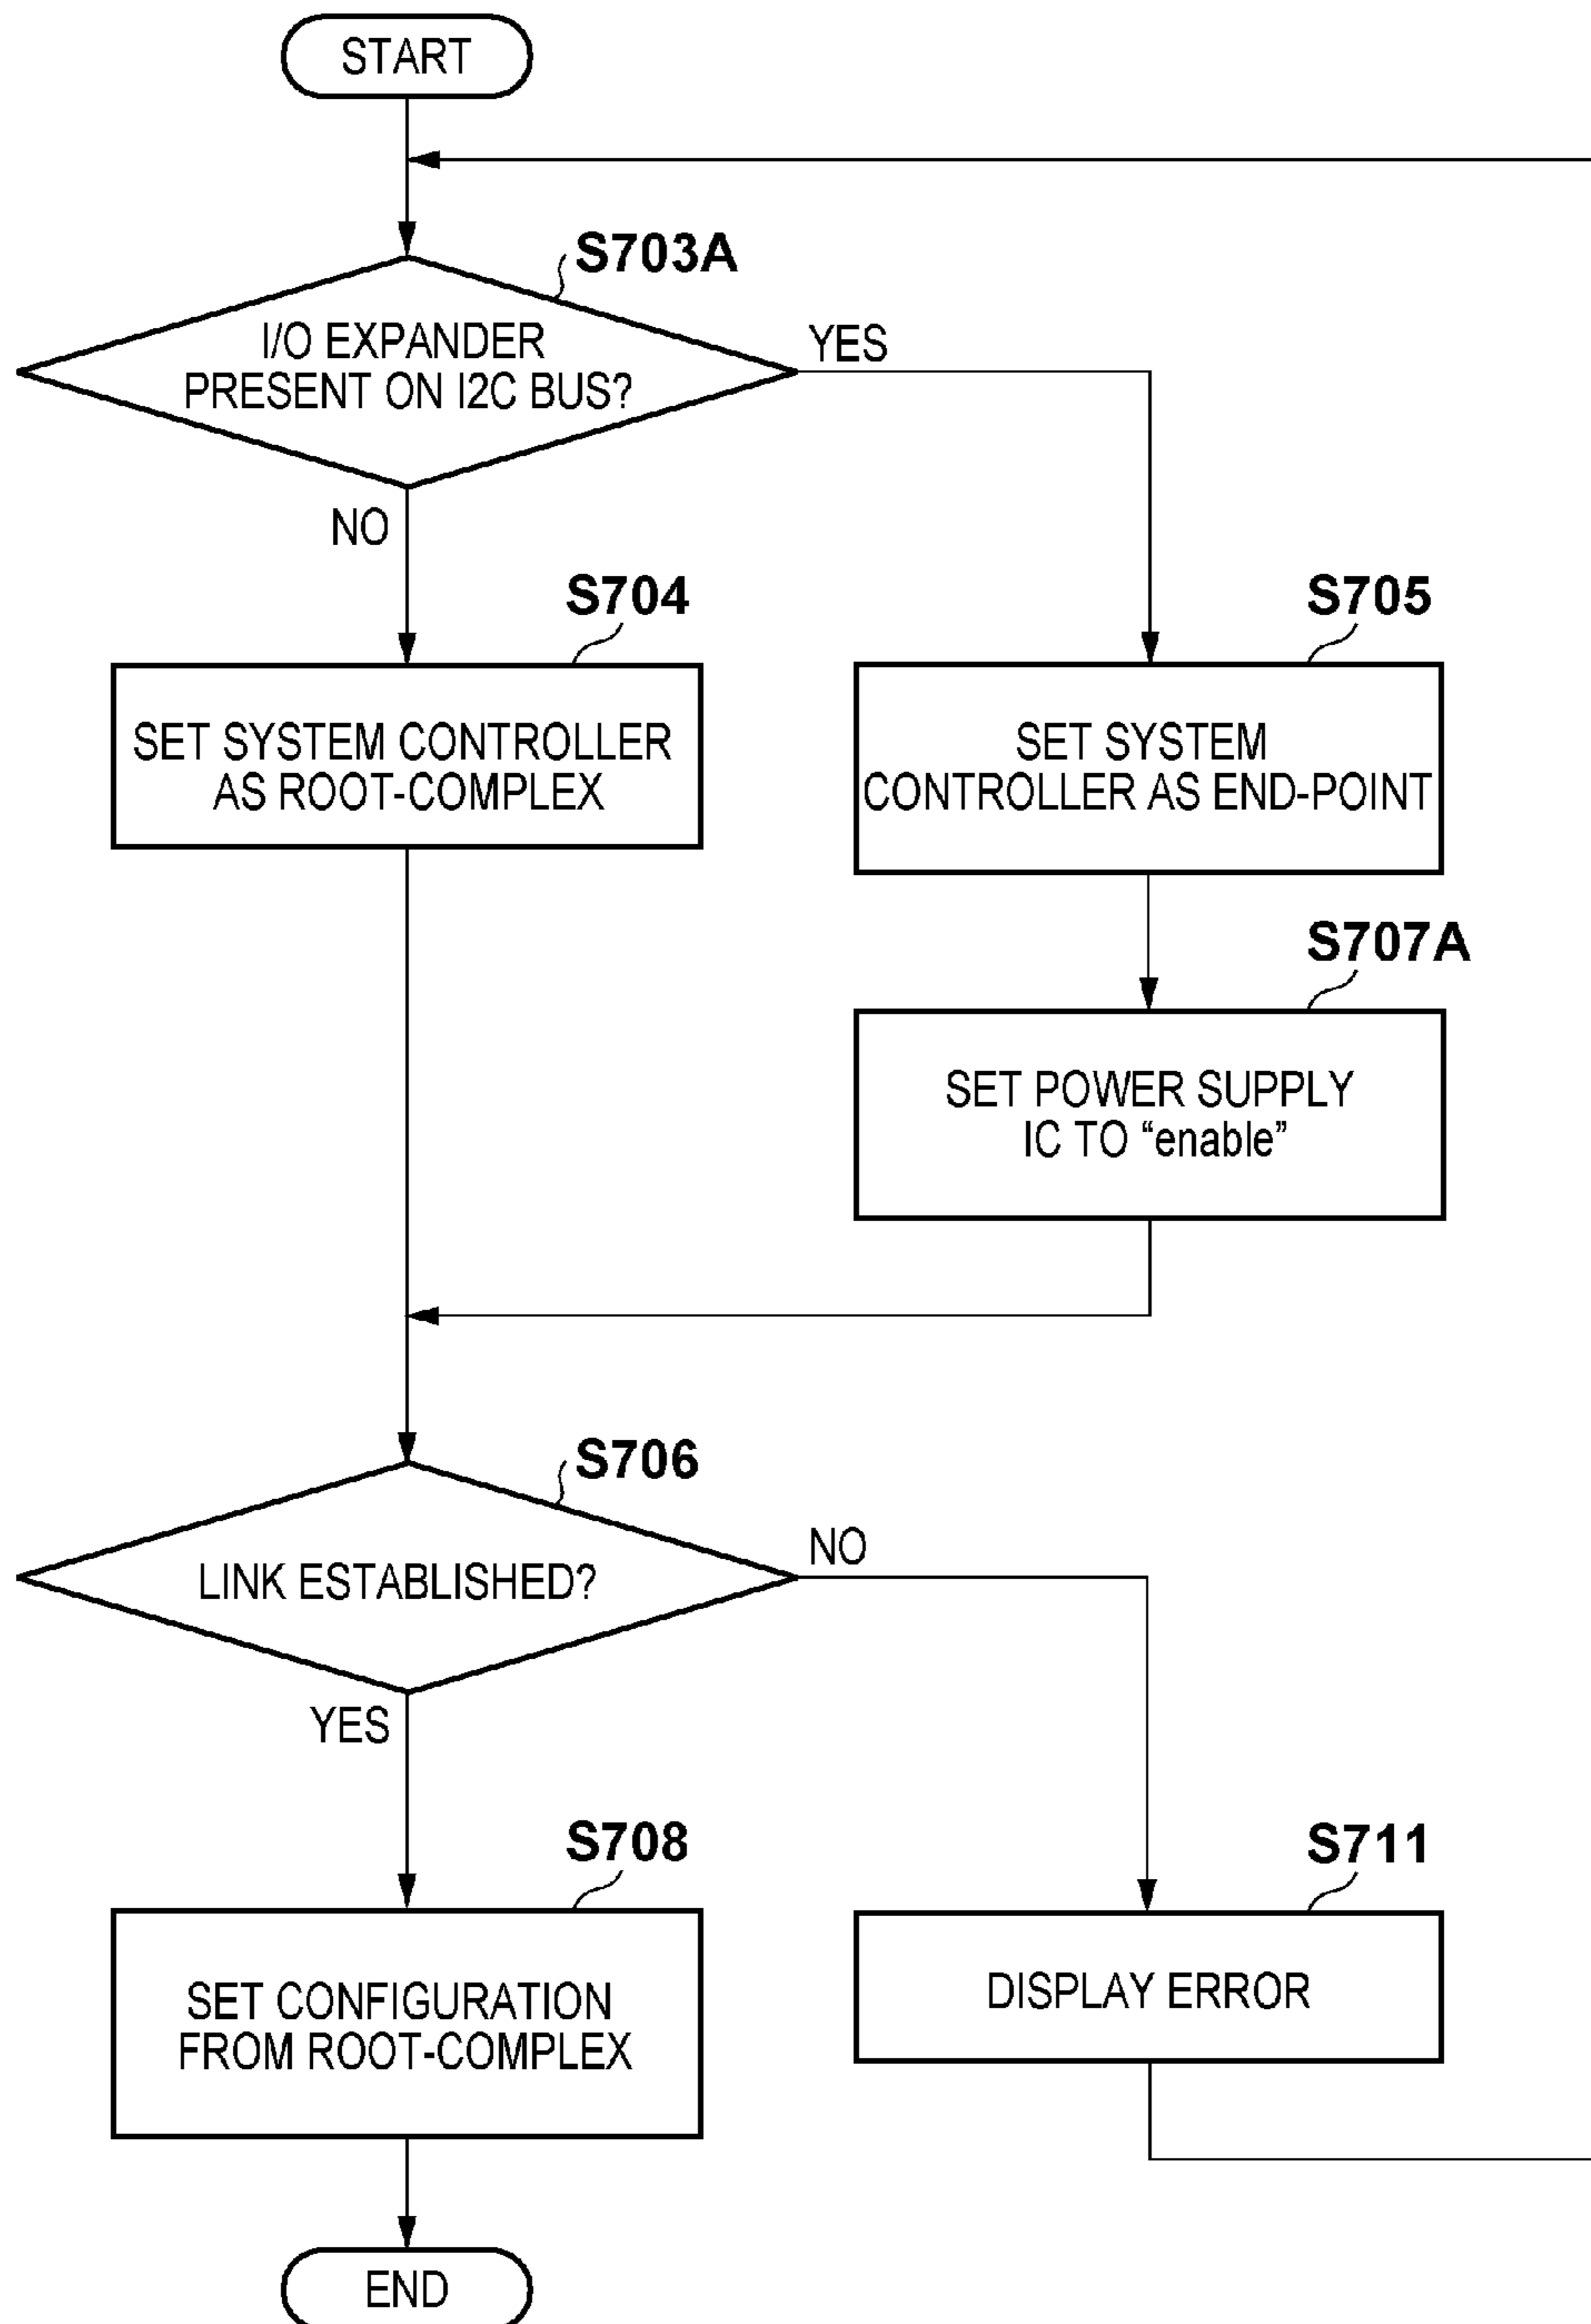 START
S703A
I/O EXPANDER
PRESENT ON I2C BUS?
YES
NO
S704
SET SYSTEM CONTROLLER
AS ROOT-COMPLEX
S705
SET SYSTEM
CONTROLLER AS END-POINT
S707A
SET POWER SUPPLY
IC TO “enable”
S706
LINK ESTABLISHED?
NO
YES
S708
SET CONFIGURATION
FROM ROOT-COMPLEX
S711
DISPLAY ERROR
END